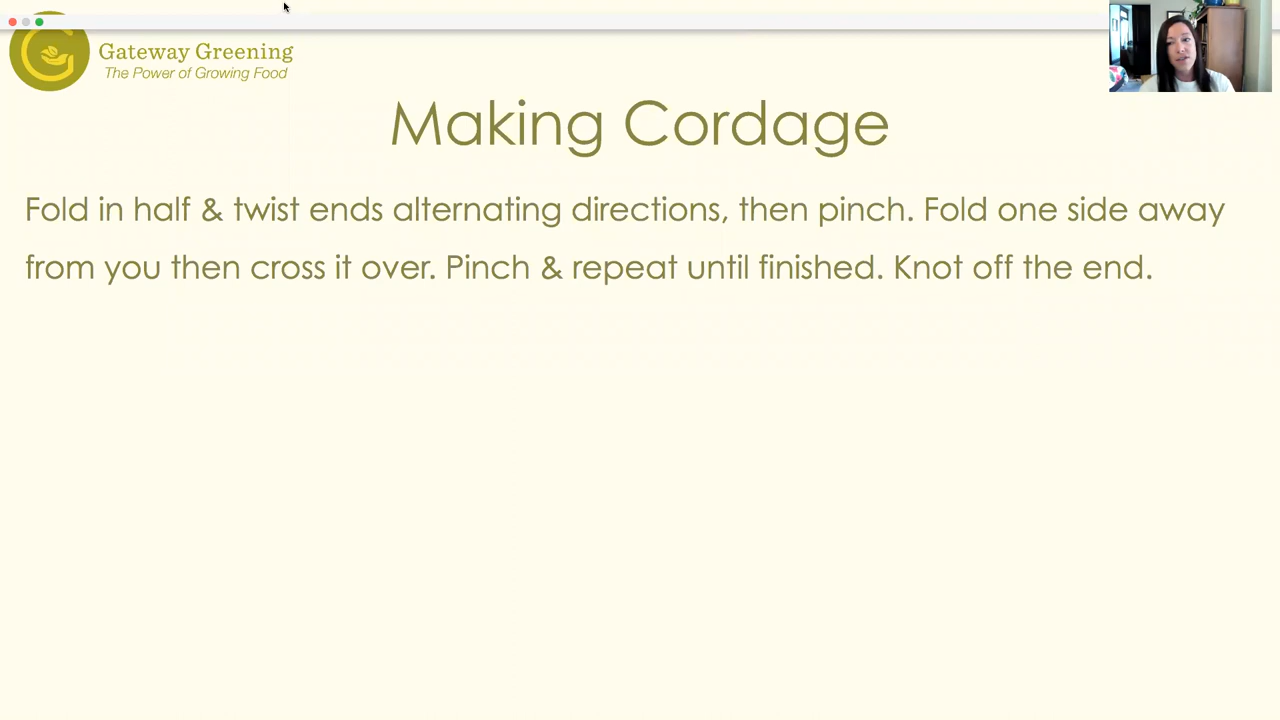 Gateway Greening
The Power of Growing Food
Making Cordage
Fold in half & twist ends alternating directions, then pinch. Fold one side away
from you then cross it over. Pinch & repeat until finished. Knot off the end.